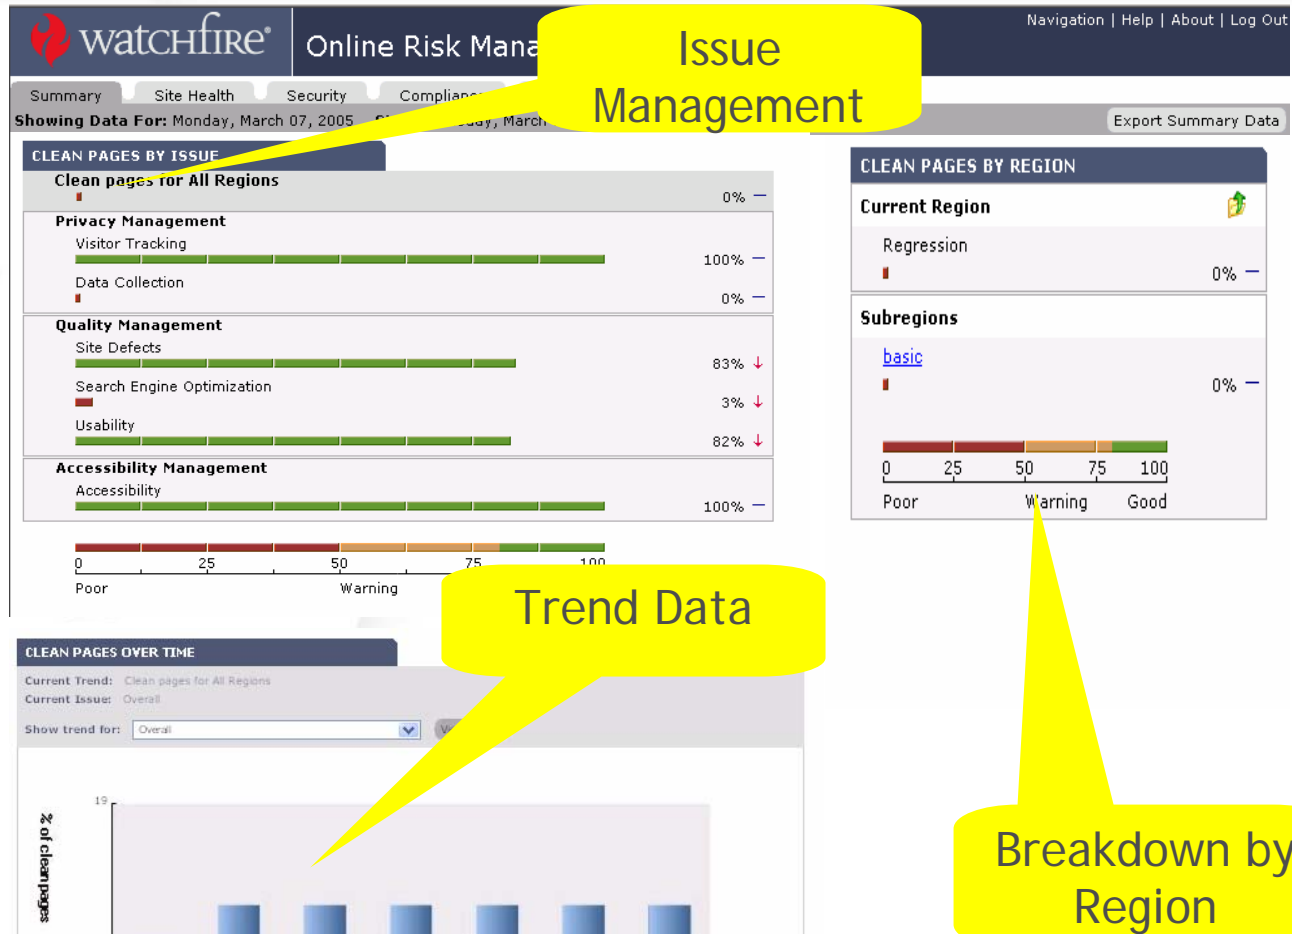 watchfire®
Online Risk Mana
Navigation | Help | About | Log Out
Issue
Management
Summary
Site Health
Security
Compliance
Showing Data For: Monday, March 07, 2005
day, March
Export Summary Data
CLEAN PAGES BY ISSUE
Clean pages for All Regions
0%
Privacy Management
Visitor Tracking
100%
Data Collection
0%
Quality Management
Site Defects
83% ↓
Search Engine Optimization
3% ↓
Usability
82% ↓
Accessibility Management
Accessibility
100%
0 25 50 75 100
Poor Warning
CLEAN PAGES BY REGION
Current Region
Regression
0%
Subregions
basic
0%
0 25 50 75 100
Poor Warning Good
Trend Data
CLEAN PAGES OVER TIME
Current Trend: Clean pages for All Regions
Current Issue: Overall
Show trend for: Overall
19
% of clean pages
Breakdown by
Region